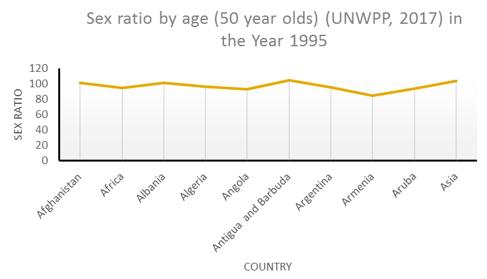 Sex ratio by age (50 year olds) (UNWPP, 2017) in
the Year 1995
120
100
80
60
40
20
0
SEX RATIO
Afghanistan
Africa
Albania
Algeria
Angola
Antigua and Barbuda
Argentina
Armenia
Aruba
Asia
COUNTRY